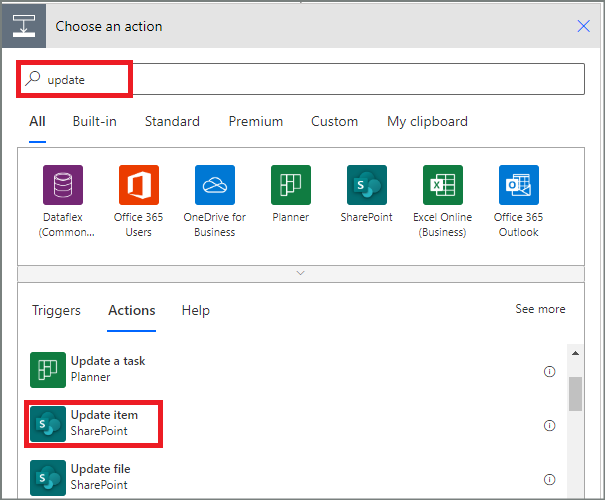 Choose an action
update
All Built-in Standard Premium Custom My clipboard
Dataflex (Common...
Office 365 Users
OneDrive for Business
Planner
SharePoint
Excel Online (Business)
Office 365 Outlook
Triggers Actions Help See more
Update a task
Planner
Update item
SharePoint
Update file
SharePoint